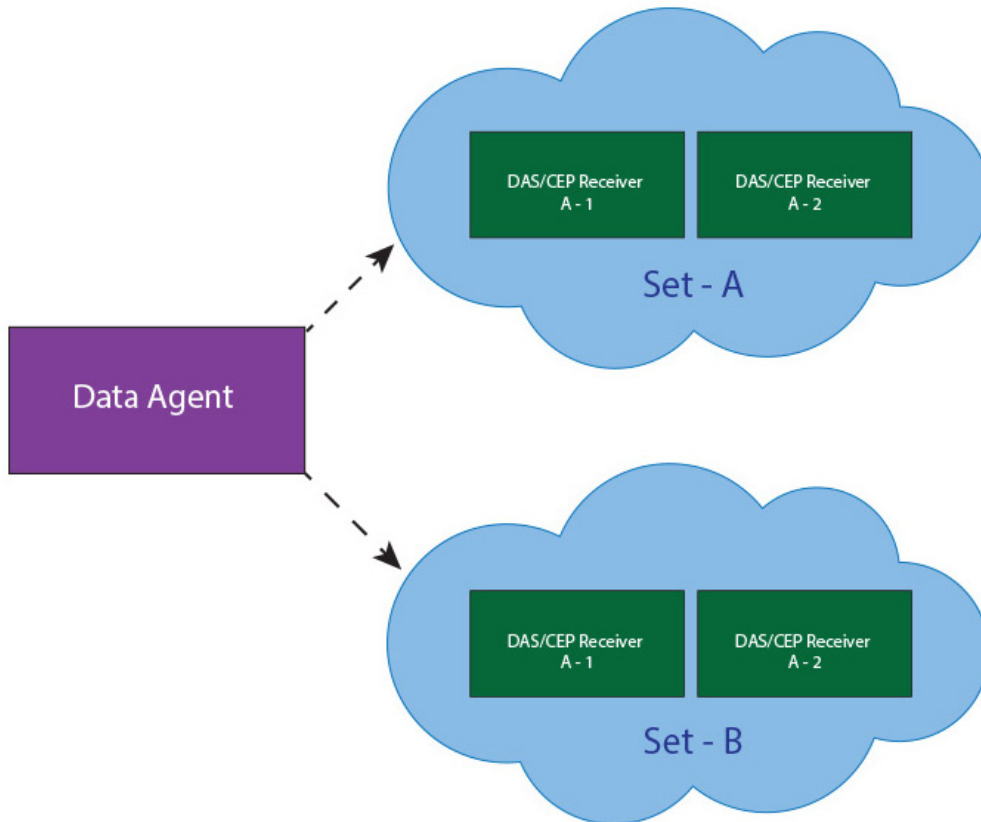 DAS/CEP Receiver
A - 1
DAS/CEP Receiver
A - 2
Set - A
Data Agent
DAS/CEP Receiver
A - 1
DAS/CEP Receiver
A - 2
Set - B